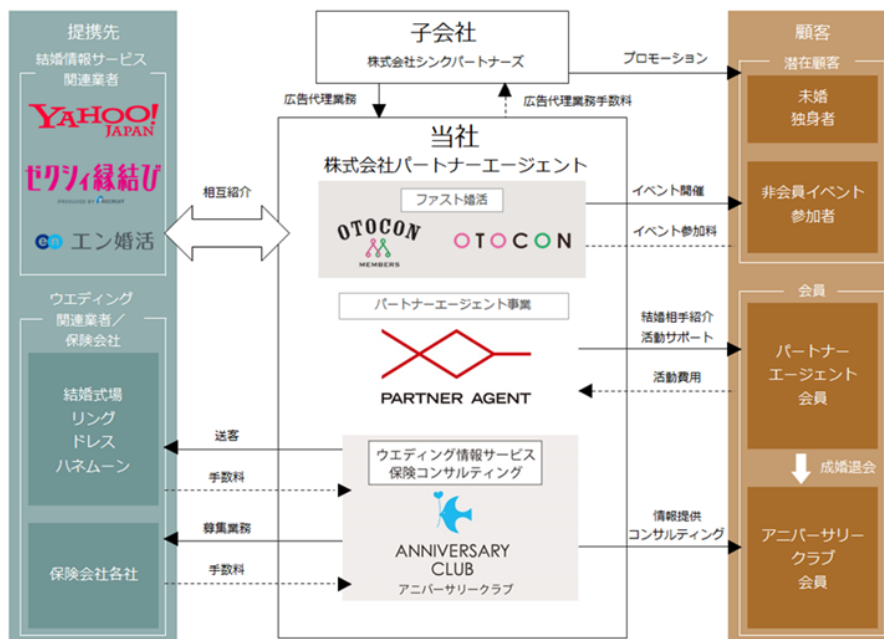 提携先
結婚情報サービス
関連業者
YAHOO!
JAPAN
ゼクシィ縁結び
PRODUCED BY RECRUIT
en エン婚活
ウエディング
関連業者／
保険会社
結婚式場
リング
ドレス
ハネムーン
保険会社各社
相互紹介
送客
手数料
募集業務
手数料
子会社
株式会社シンクパートナーズ
広告代理業務
広告代理業務手数料
当社
株式会社パートナーエージェント
ファスト婚活
OTOCON
MEMBERS
OTOCON
パートナーエージェント事業
PARTNER AGENT
ウエディング情報サービス
保険コンサルティング
ANNIVERSARY
CLUB
アニバーサリークラブ
プロモーション
イベント開催
イベント参加料
結婚相手紹介
活動サポート
活動費用
情報提供
コンサルティング
顧客
潜在顧客
未婚
独身者
非会員イベント
参加者
会員
パートナー
エージェント
会員
成婚退会
アニバーサリー
クラブ
会員